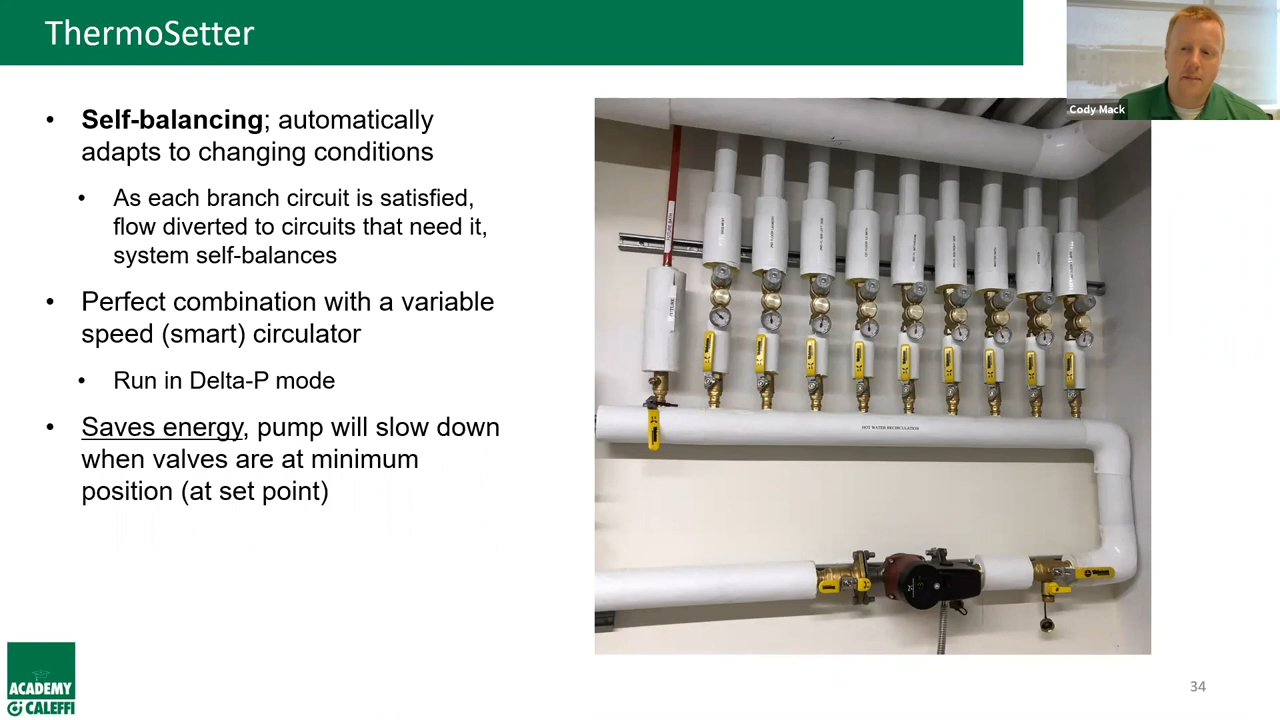 ThermoSetter
Cody Mack
• Self-balancing; automatically
adapts to changing conditions
• As each branch circuit is satisfied,
flow diverted to circuits that need it,
system self-balances
• Perfect combination with a variable
speed (smart) circulator
• Run in Delta-P mode
• Saves energy, pump will slow down
when valves are at minimum
position (at set point)
HOT WATER RECIRCULATION
ACADEMY
CALEFFI
34